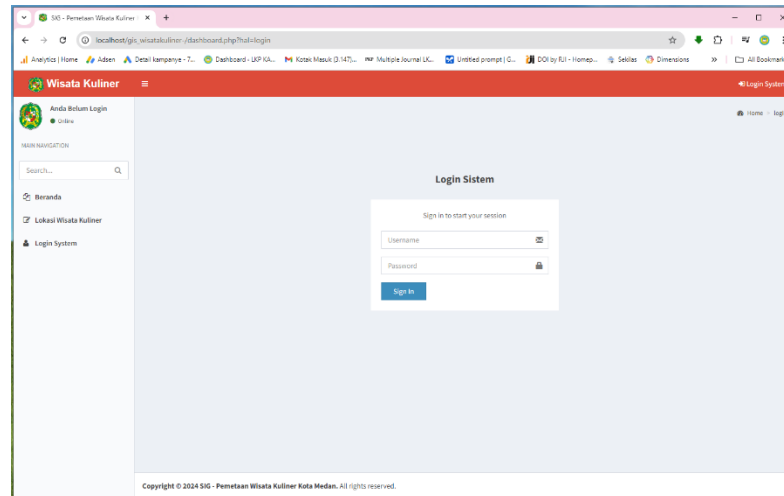 SIG - Pemetaan Wisata Kuliner
localhost/gis_wisatakuliner-/dashboard.php?hal=login
Analytics | Home
Adsen
Detail kampanye - 7...
Dashboard - LKP KA...
Kotak Masuk (3.147)...
Multiple Journal LK...
Untitled prompt | G...
DOI by RJI - Homep...
Sekilas
Dimensions
»
All Bookmark
Wisata Kuliner
Login System
Anda Belum Login
Online
Home > logi
MAIN NAVIGATION
Search...
Beranda
Lokasi Wisata Kuliner
Login System
Login Sistem
Sign in to start your session
Username
Password
Sign In
Copyright © 2024 SIG - Pemetaan Wisata Kuliner Kota Medan. All rights reserved.